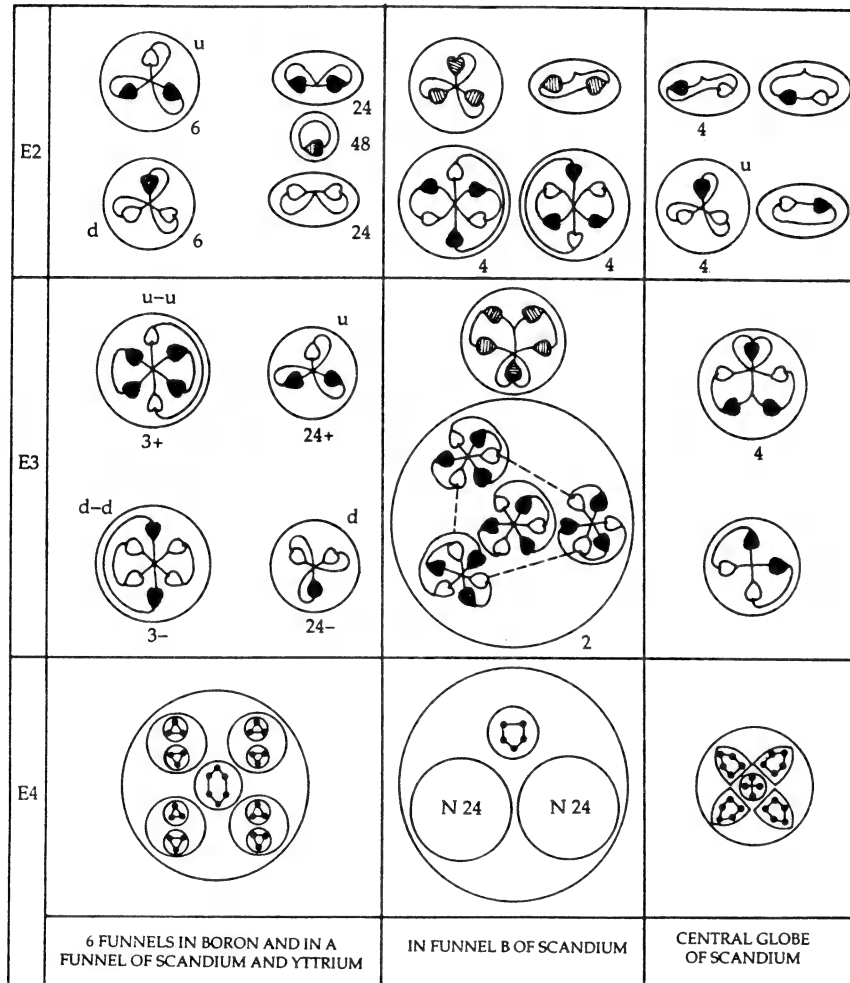 E2
u
6
24
48
d
6
24
4
4
4
u
4
E3
u-u
3+
u
24+
d-d
3-
d
24-
2
4
E4
N 24
N 24
6 FUNNELS IN BORON AND IN A
FUNNEL OF SCANDIUM AND YTTRIUM
IN FUNNEL B OF SCANDIUM
CENTRAL GLOBE
OF SCANDIUM